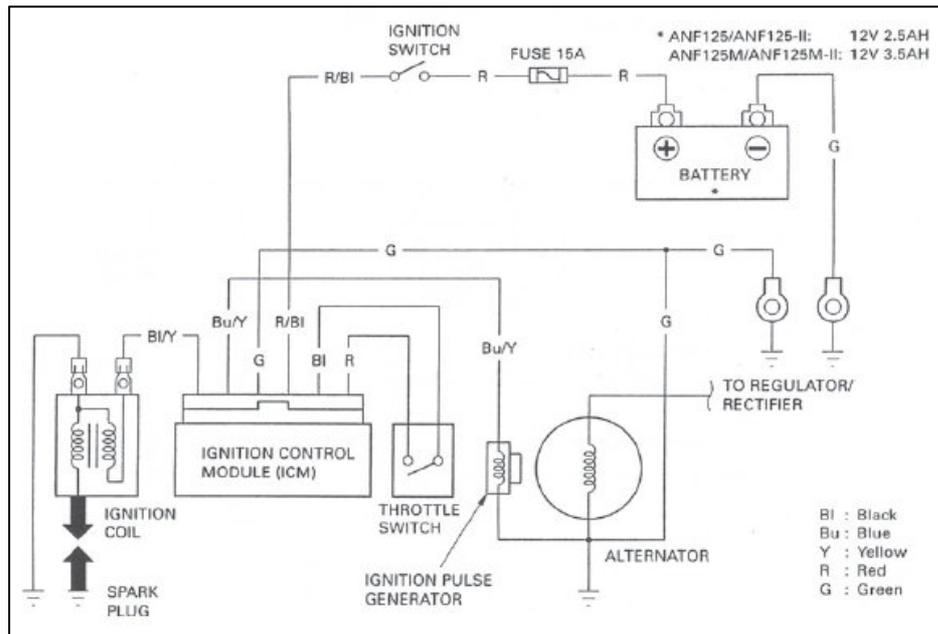 IGNITION
SWITCH
FUSE 15A
* ANF125/ANF125-II: 12V 2.5AH
ANF125M/ANF125M-II: 12V 3.5AH
R/Bl
R
R
G
BATTERY
*
G
G
Bl/Y
Bu/Y
G
R/Bl
Bl
R
Bu/Y
G
TO REGULATOR/
RECTIFIER
IGNITION CONTROL
MODULE (ICM)
IGNITION
COIL
THROTTLE
SWITCH
ALTERNATOR
IGNITION PULSE
GENERATOR
SPARK
PLUG
Bl : Black
Bu : Blue
Y : Yellow
R : Red
G : Green